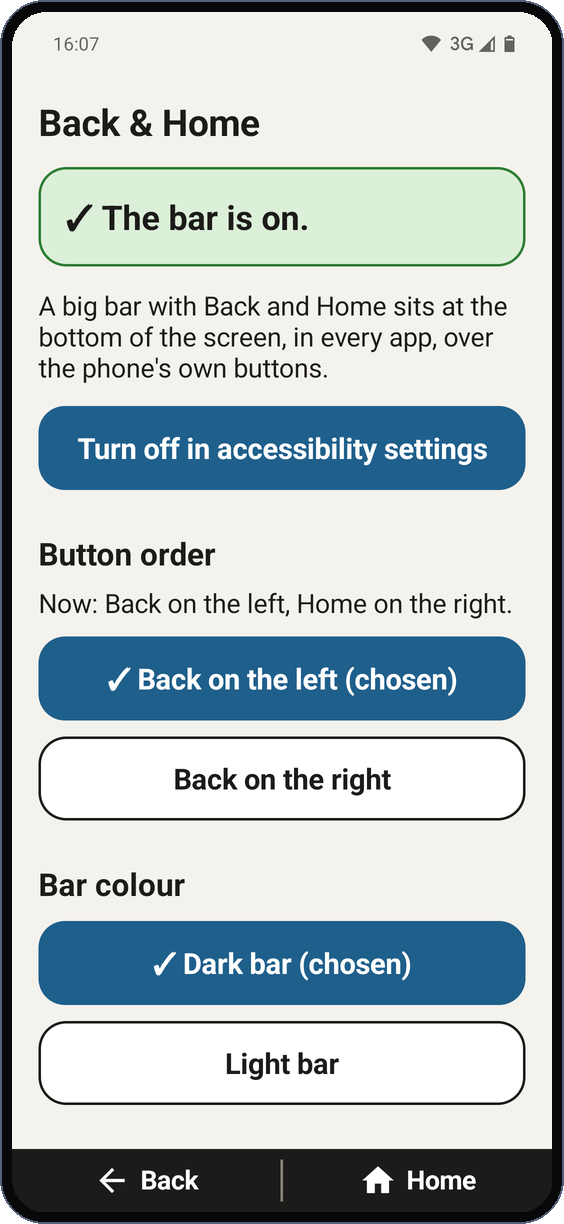 16:07
3G
Back & Home
✓ The bar is on.
A big bar with Back and Home sits at the
bottom of the screen, in every app, over
the phone's own buttons.
Turn off in accessibility settings
Button order
Now: Back on the left, Home on the right.
✓ Back on the left (chosen)
Back on the right
Bar colour
✓ Dark bar (chosen)
Light bar
Back
Home